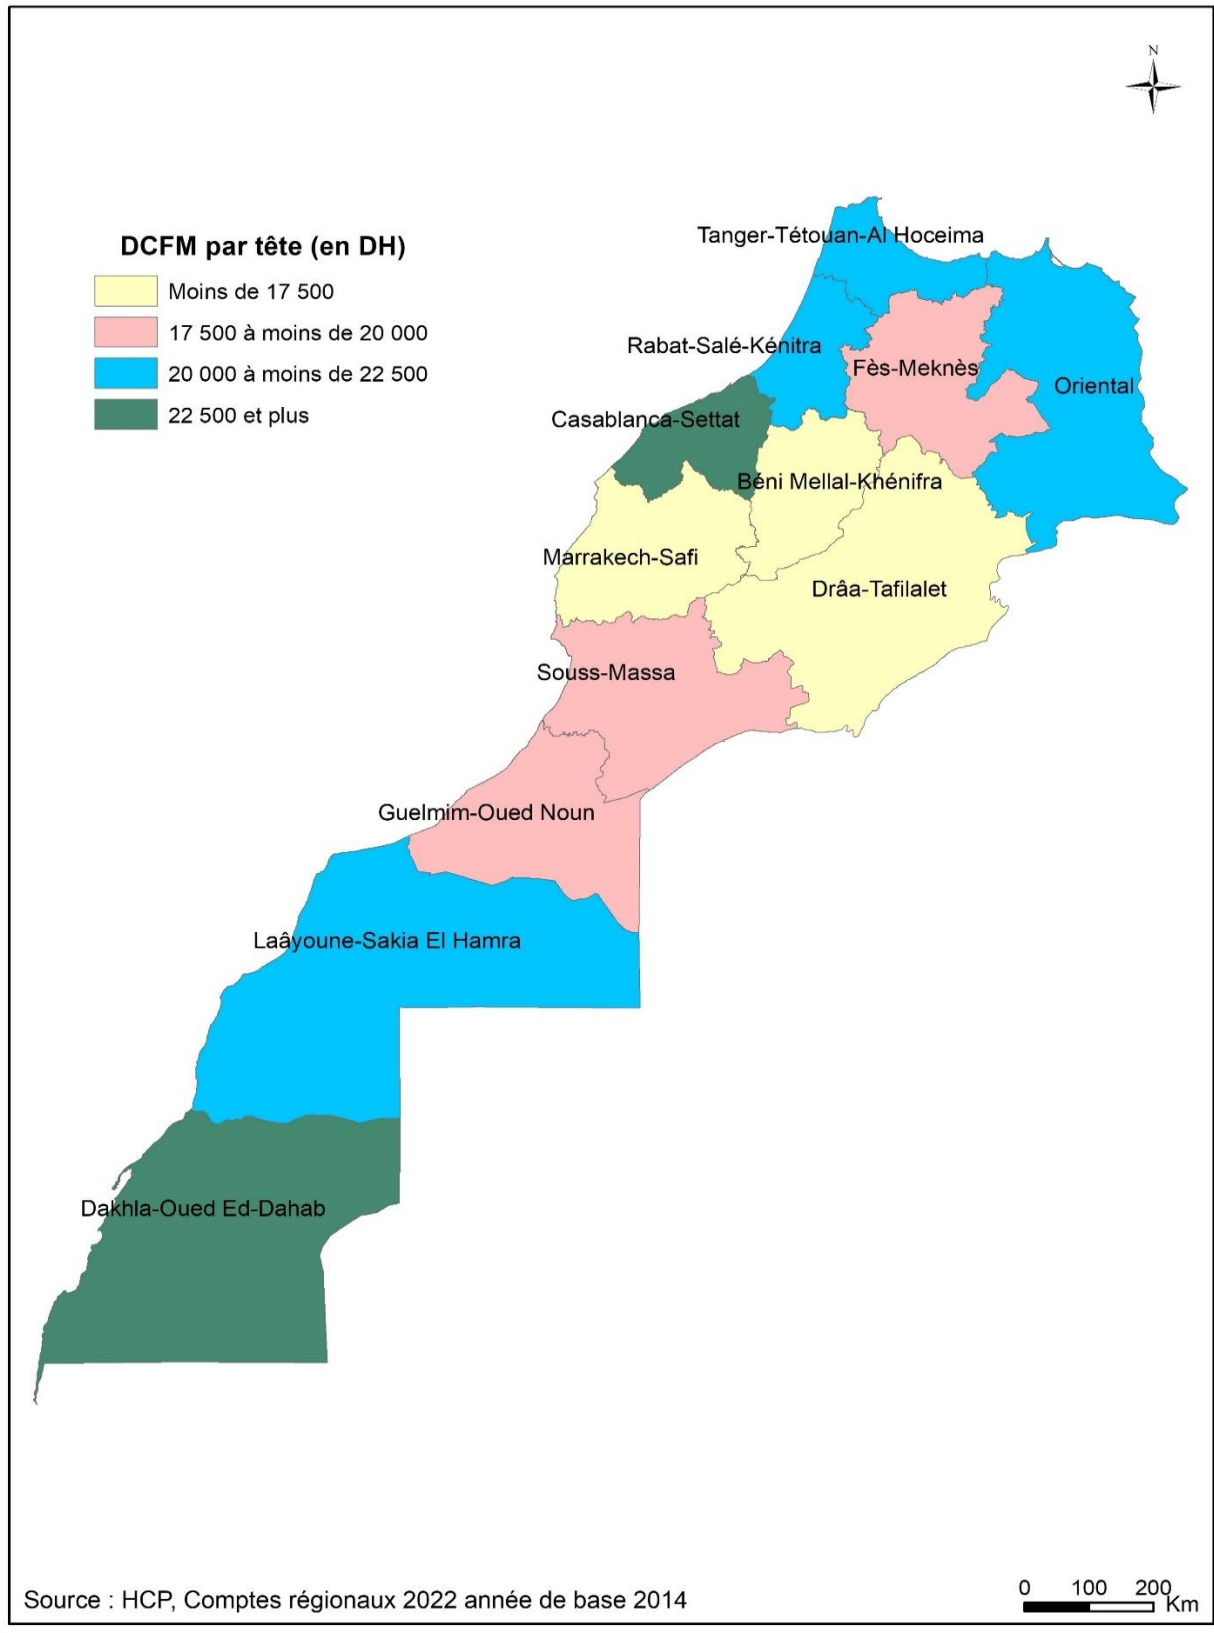 N
Tanger-Tétouan-Al Hoceima
DCFM par tête (en DH)
Moins de 17 500
17 500 à moins de 20 000
20 000 à moins de 22 500
22 500 et plus
Rabat-Salé-Kénitra
Fès-Meknès
Oriental
Casablanca-Settat
Béni Mellal-Khénifra
Marrakech-Safi
Drâa-Tafilalet
Souss-Massa
Guelmim-Oued Noun
Laâyoune-Sakia El Hamra
Dakhla-Oued Ed-Dahab
Source : HCP, Comptes régionaux 2022 année de base 2014
0 100 200
Km